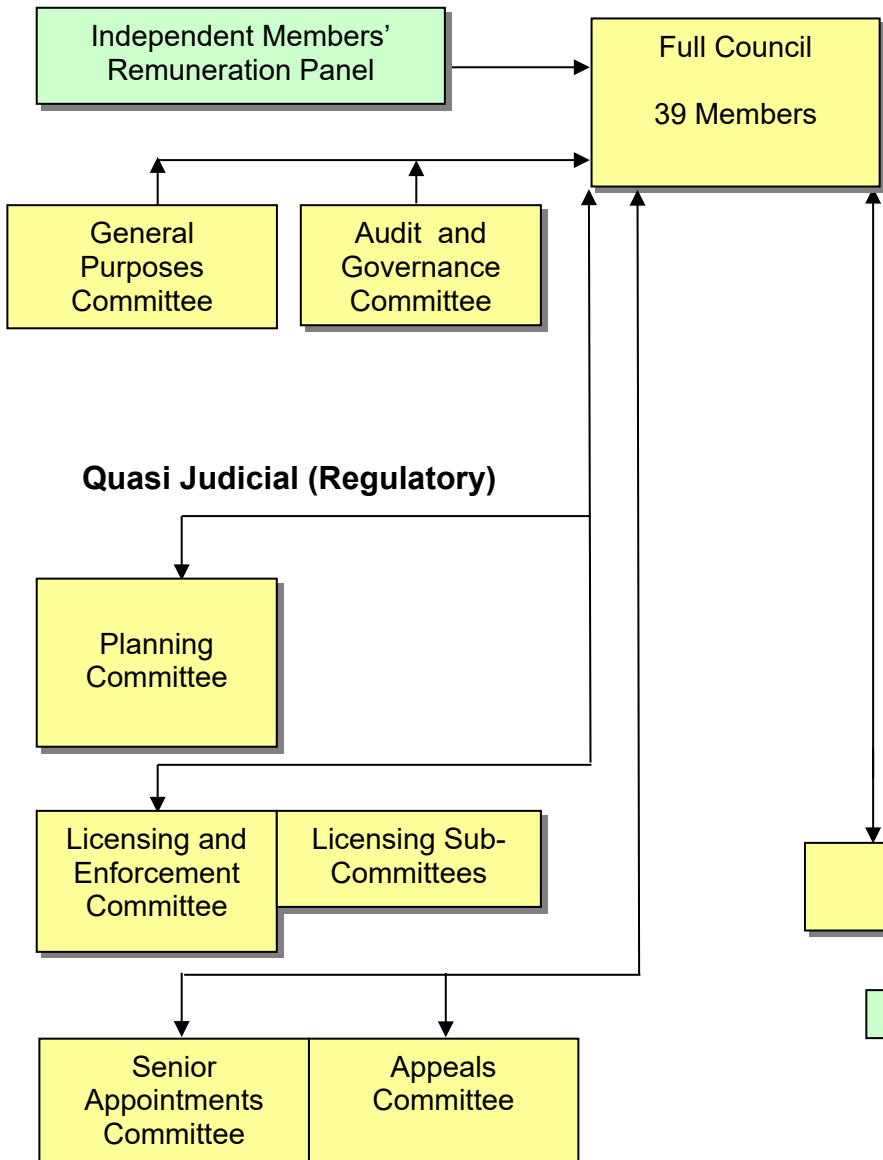 Independent Members’
Remuneration Panel
Full Council
39 Members
General
Purposes
Committee
Audit and
Governance
Committee
Quasi Judicial (Regulatory)
Planning
Committee
Licensing and
Enforcement
Committee
Licensing Sub-
Committees
Senior
Appointments
Committee
Appeals
Committee